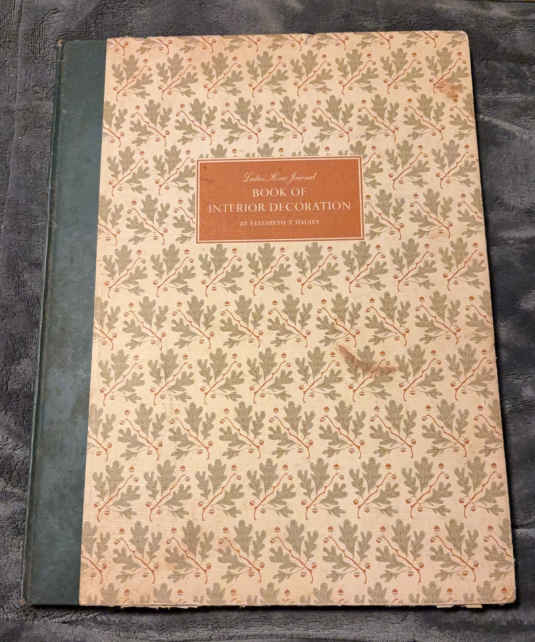 Ladies' Home Journal
BOOK OF
INTERIOR DECORATION
BY ELIZABETH T. HALSEY